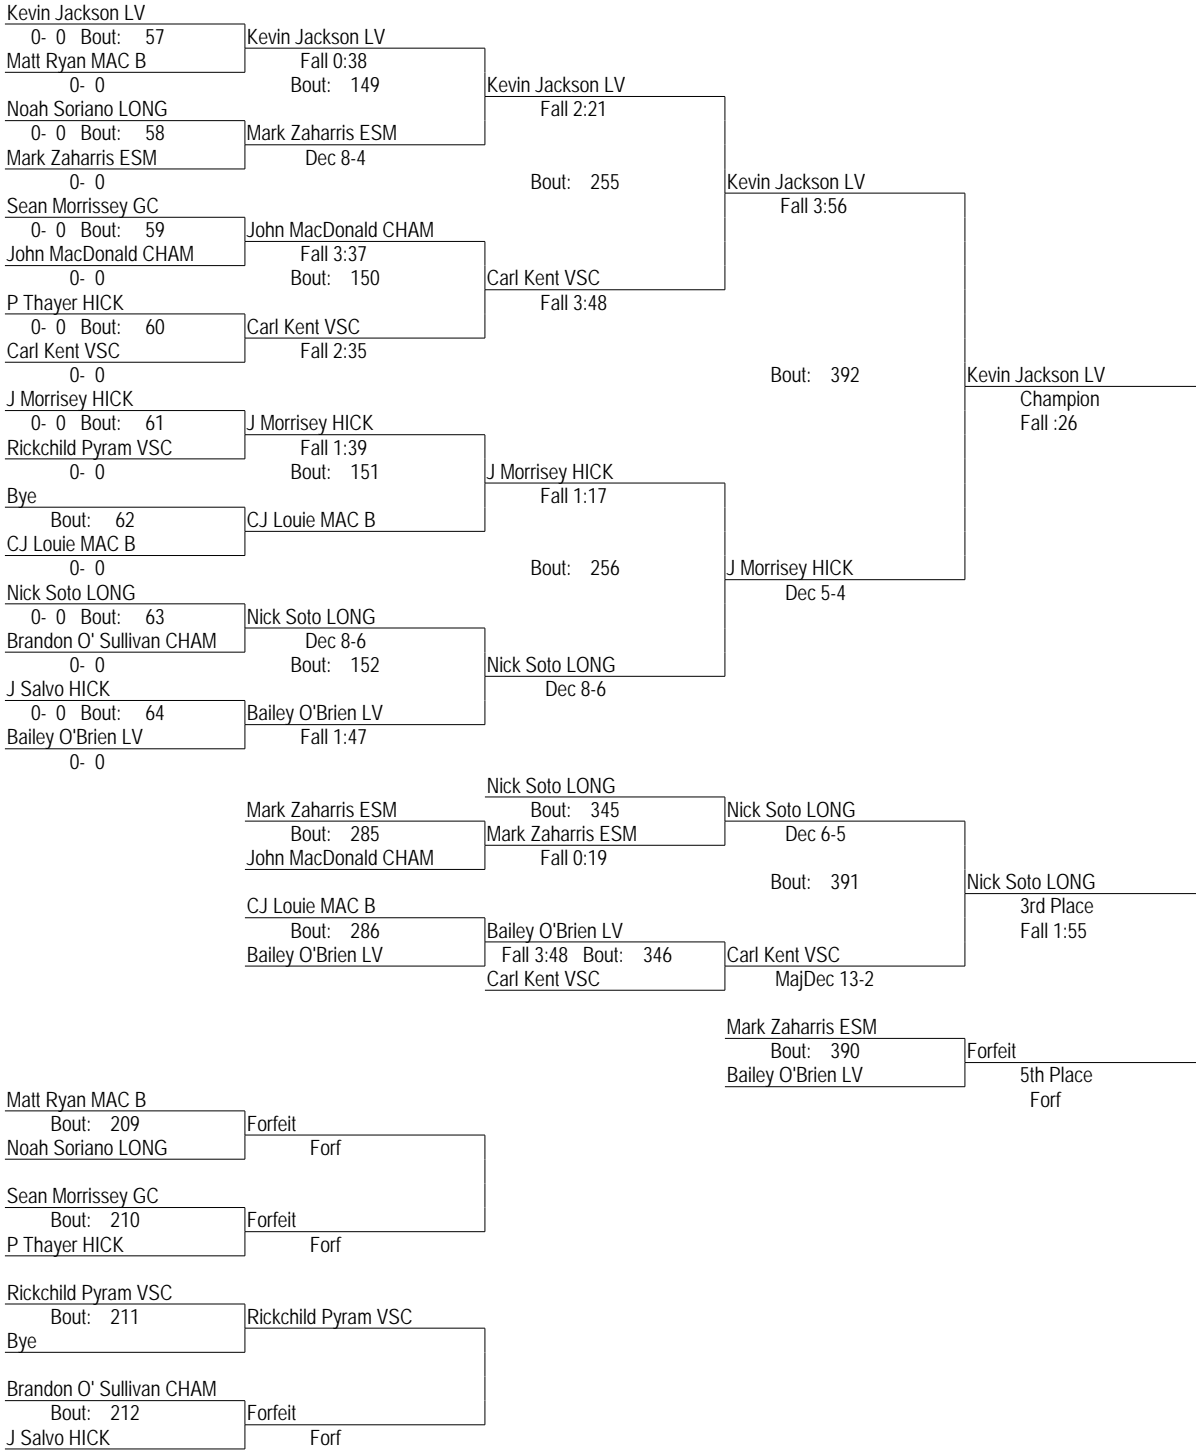 Kevin Jackson LV
0- 0 Bout: 57 Kevin Jackson LV
Matt Ryan MAC B Fall 0:38
0- 0 Bout: 149 Kevin Jackson LV
Noah Soriano LONG Fall 2:21
0- 0 Bout: 58 Mark Zaharris ESM
Mark Zaharris ESM Dec 8-4
0- 0 Bout: 255 Kevin Jackson LV
Sean Morrissey GC Fall 3:56
0- 0 Bout: 59 John MacDonald CHAM
John MacDonald CHAM Fall 3:37
0- 0 Bout: 150 Carl Kent VSC
P Thayer HICK Fall 3:48
0- 0 Bout: 60 Carl Kent VSC
Carl Kent VSC Fall 2:35
0- 0 Bout: 392 Kevin Jackson LV
J Morrisey HICK Champion
0- 0 Bout: 61 J Morrisey HICK Fall :26
Rickchild Pyram VSC Fall 1:39
0- 0 Bout: 151 J Morrisey HICK
Bye Fall 1:17
Bout: 62 CJ Louie MAC B
CJ Louie MAC B
0- 0 Bout: 256 J Morrisey HICK
Nick Soto LONG Dec 5-4
0- 0 Bout: 63 Nick Soto LONG
Brandon O' Sullivan CHAM Dec 8-6
0- 0 Bout: 152 Nick Soto LONG
J Salvo HICK Dec 8-6
0- 0 Bout: 64 Bailey O'Brien LV
Bailey O'Brien LV Fall 1:47
0- 0
Nick Soto LONG
Mark Zaharris ESM Bout: 345 Nick Soto LONG
Bout: 285 Mark Zaharris ESM Dec 6-5
John MacDonald CHAM Fall 0:19
Bout: 391 Nick Soto LONG
CJ Louie MAC B 3rd Place
Bout: 286 Bailey O'Brien LV Fall 1:55
Bailey O'Brien LV Fall 3:48 Bout: 346 Carl Kent VSC
Carl Kent VSC MajDec 13-2
Mark Zaharris ESM
Bout: 390 Forfeit
Bailey O'Brien LV 5th Place
Matt Ryan MAC B Forf
Bout: 209 Forfeit
Noah Soriano LONG Forf
Sean Morrissey GC
Bout: 210 Forfeit
P Thayer HICK Forf
Rickchild Pyram VSC
Bout: 211 Rickchild Pyram VSC
Bye
Brandon O' Sullivan CHAM
Bout: 212 Forfeit
J Salvo HICK Forf